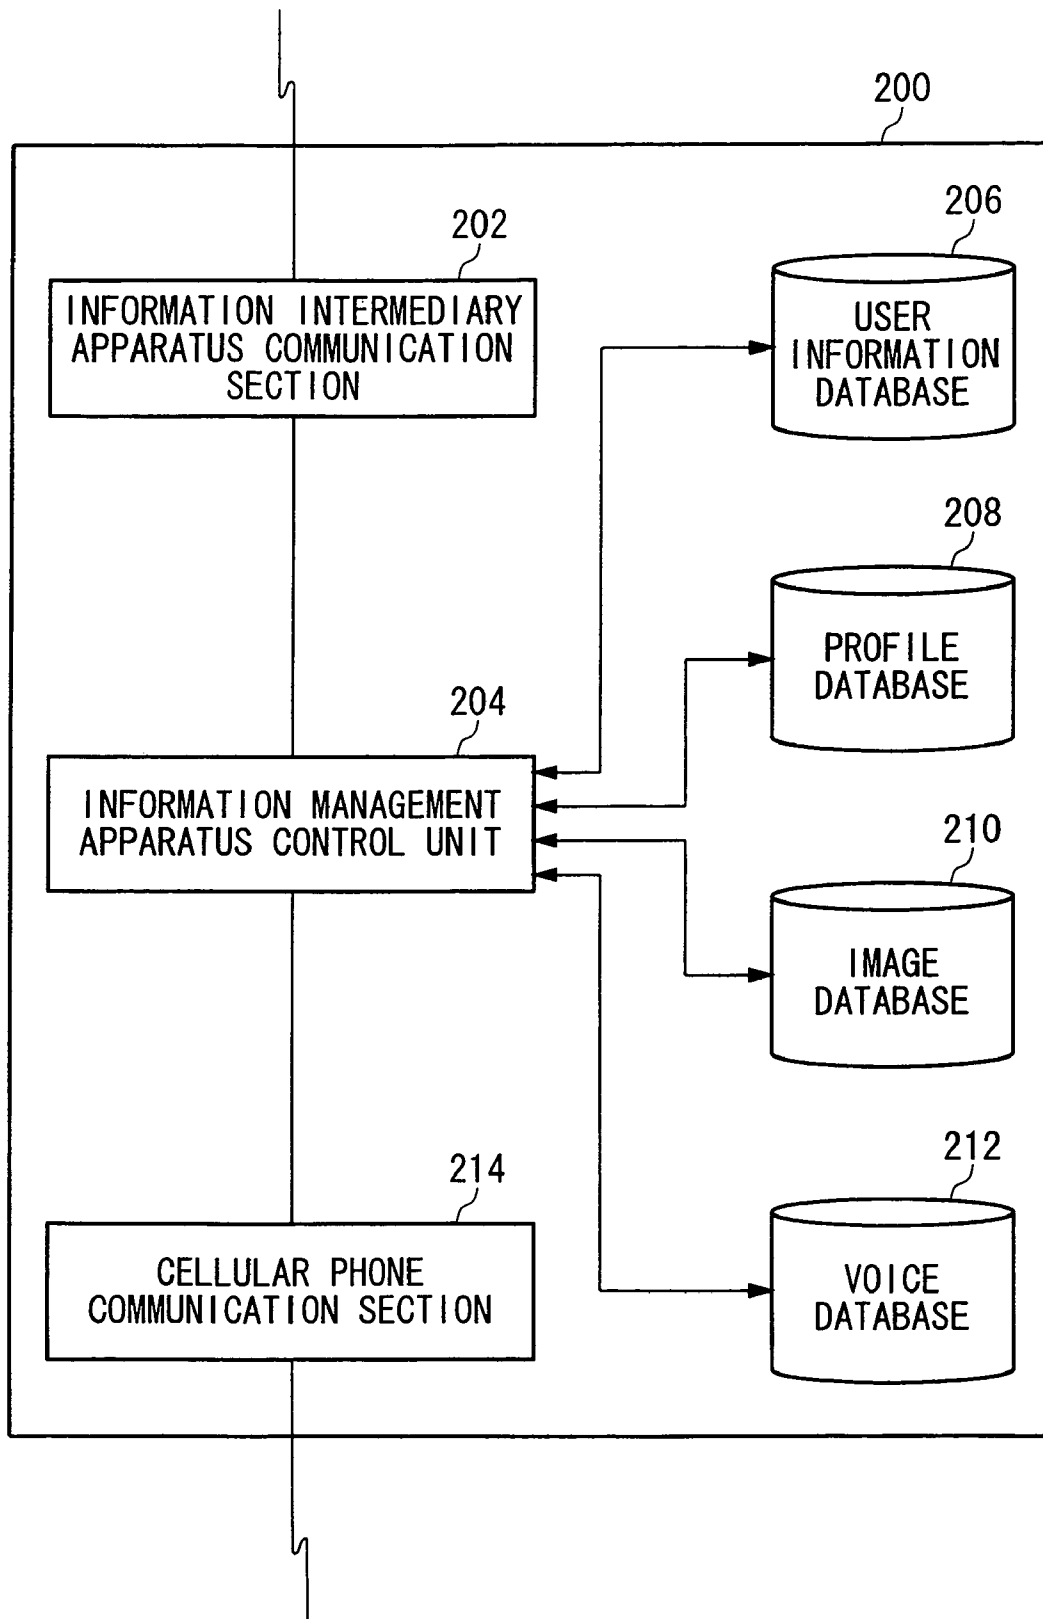 200
202
INFORMATION INTERMEDIARY
APPARATUS COMMUNICATION
SECTION
206
USER
INFORMATION
DATABASE
208
PROFILE
DATABASE
204
INFORMATION MANAGEMENT
APPARATUS CONTROL UNIT
210
IMAGE
DATABASE
214
CELLULAR PHONE
COMMUNICATION SECTION
212
VOICE
DATABASE